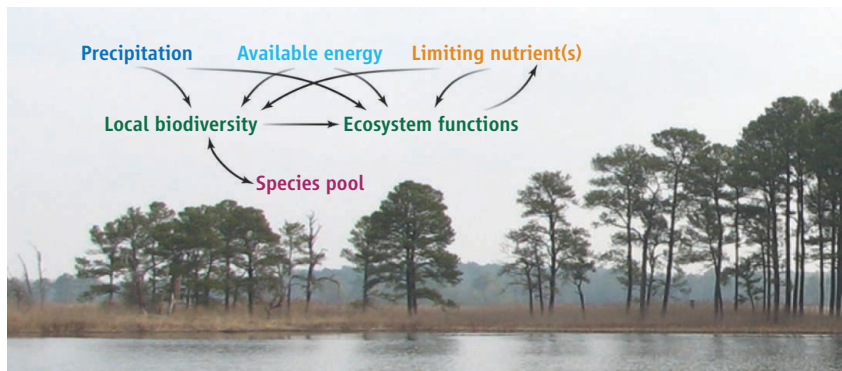 Precipitation Available energy Limiting nutrient(s)
Local biodiversity Ecosystem functions
Species pool